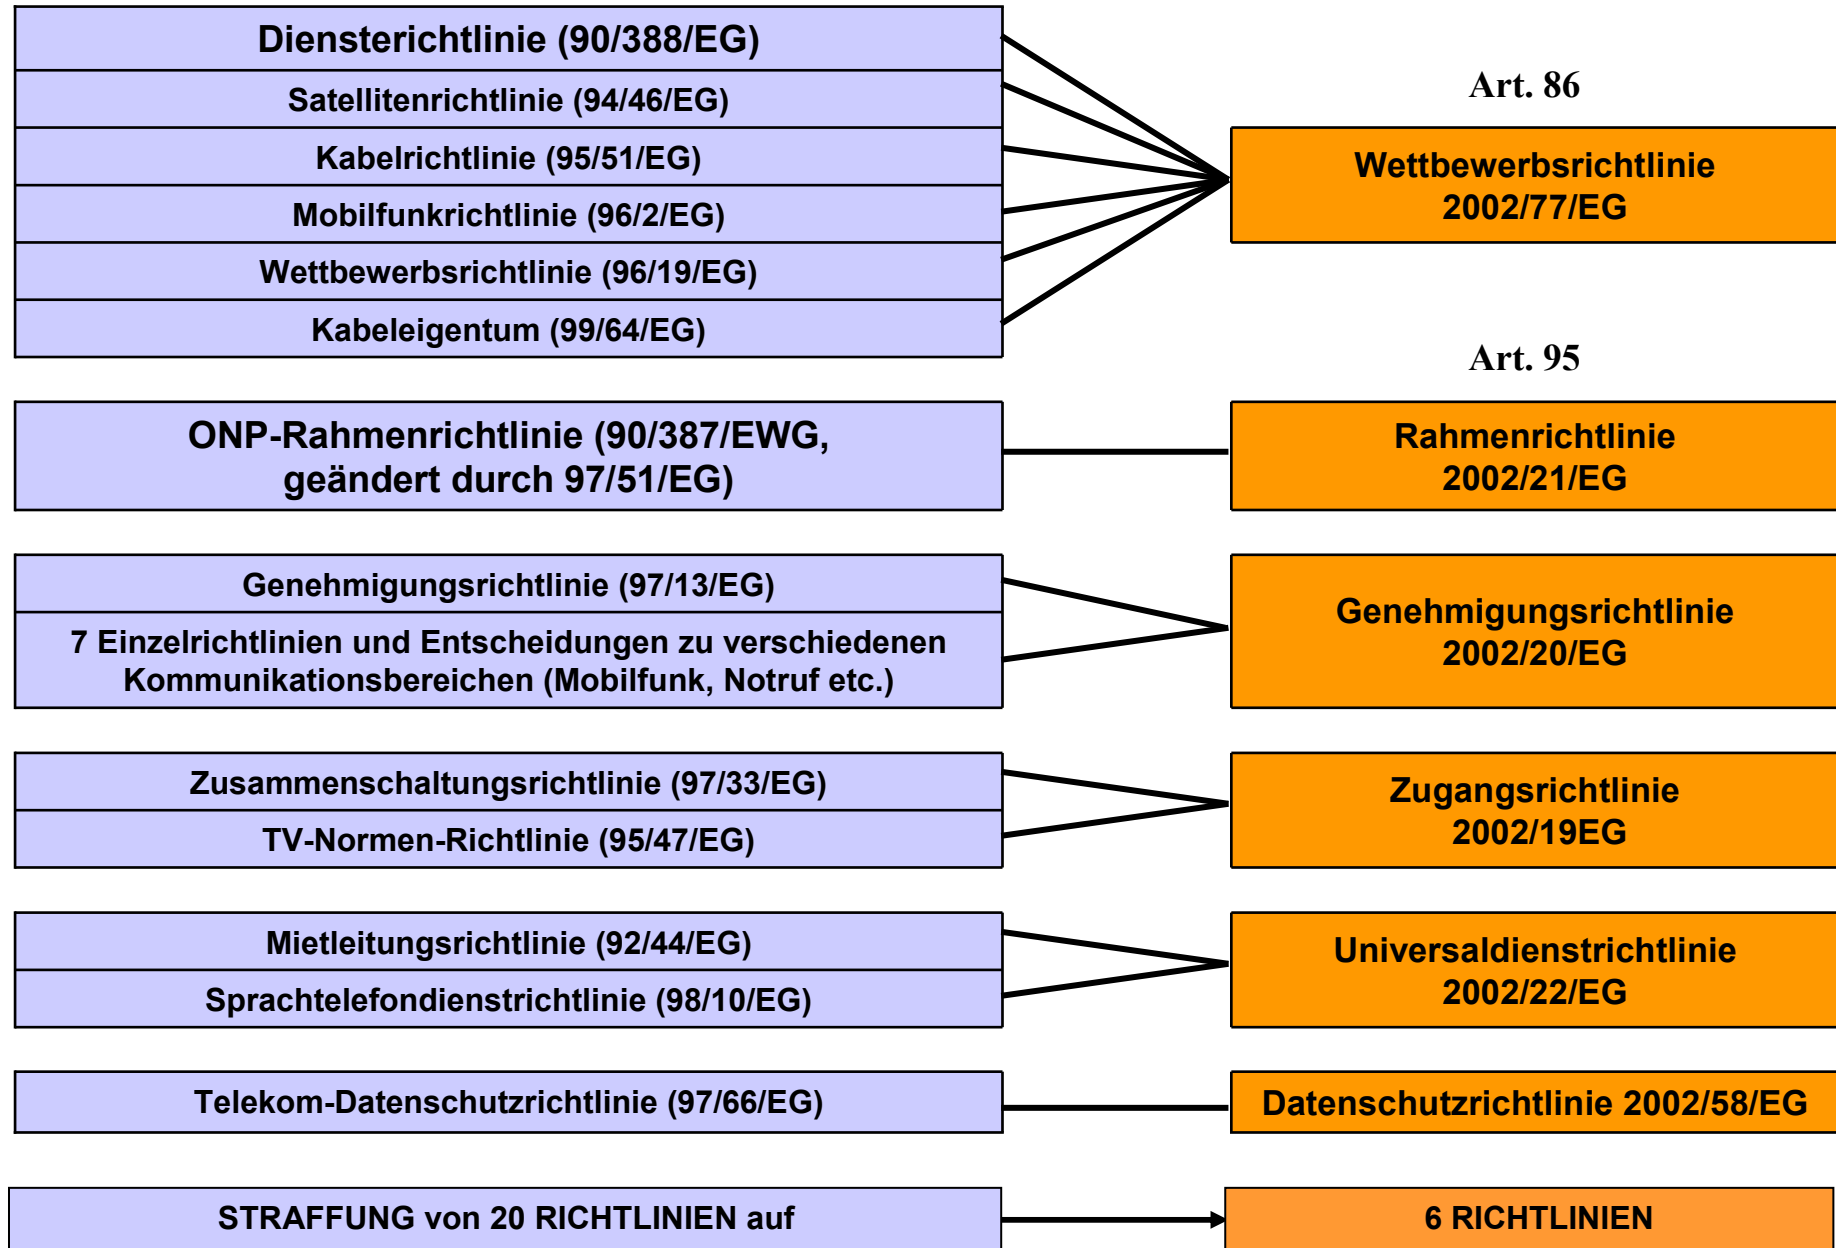 Diensterichtlinie (90/388/EG)
Satellitenrichtlinie (94/46/EG)
Kabelrichtlinie (95/51/EG)
Mobilfunkrichtlinie (96/2/EG)
Wettbewerbsrichtlinie (96/19/EG)
Kabeleigentum (99/64/EG)
Art. 86
Wettbewerbsrichtlinie
2002/77/EG
Art. 95
ONP-Rahmenrichtlinie (90/387/EWG,
geändert durch 97/51/EG)
Rahmenrichtlinie
2002/21/EG
Genehmigungsrichtlinie (97/13/EG)
7 Einzelrichtlinien und Entscheidungen zu verschiedenen
Kommunikationsbereichen (Mobilfunk, Notruf etc.)
Genehmigungsrichtlinie
2002/20/EG
Zusammenschaltungsrichtlinie (97/33/EG)
TV-Normen-Richtlinie (95/47/EG)
Zugangsrichtlinie
2002/19EG
Mietleitungsrichtlinie (92/44/EG)
Sprachtelefondienstrichtlinie (98/10/EG)
Universaldienstrichtlinie
2002/22/EG
Telekom-Datenschutzrichtlinie (97/66/EG)
Datenschutzrichtlinie 2002/58/EG
STRAFFUNG von 20 RICHTLINIEN auf
6 RICHTLINIEN